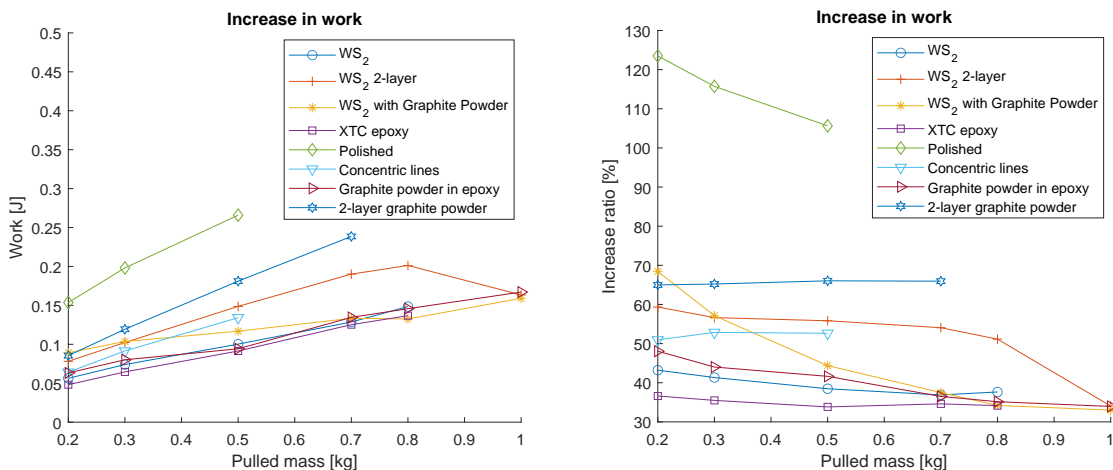 Increase in work
0.5
0.45
0.4
0.35
0.3
0.25
0.2
0.15
0.1
0.05
0
Work [J]
WS2
WS2 2-layer
WS2 with Graphite Powder
XTC epoxy
Polished
Concentric lines
Graphite powder in epoxy
2-layer graphite powder
0.2 0.3 0.4 0.5 0.6 0.7 0.8 0.9 1
Pulled mass [kg]
Increase in work
130
120
110
100
90
80
70
60
50
40
30
Increase ratio [%]
WS2
WS2 2-layer
WS2 with Graphite Powder
XTC epoxy
Polished
Concentric lines
Graphite powder in epoxy
2-layer graphite powder
0.2 0.3 0.4 0.5 0.6 0.7 0.8 0.9 1
Pulled mass [kg]